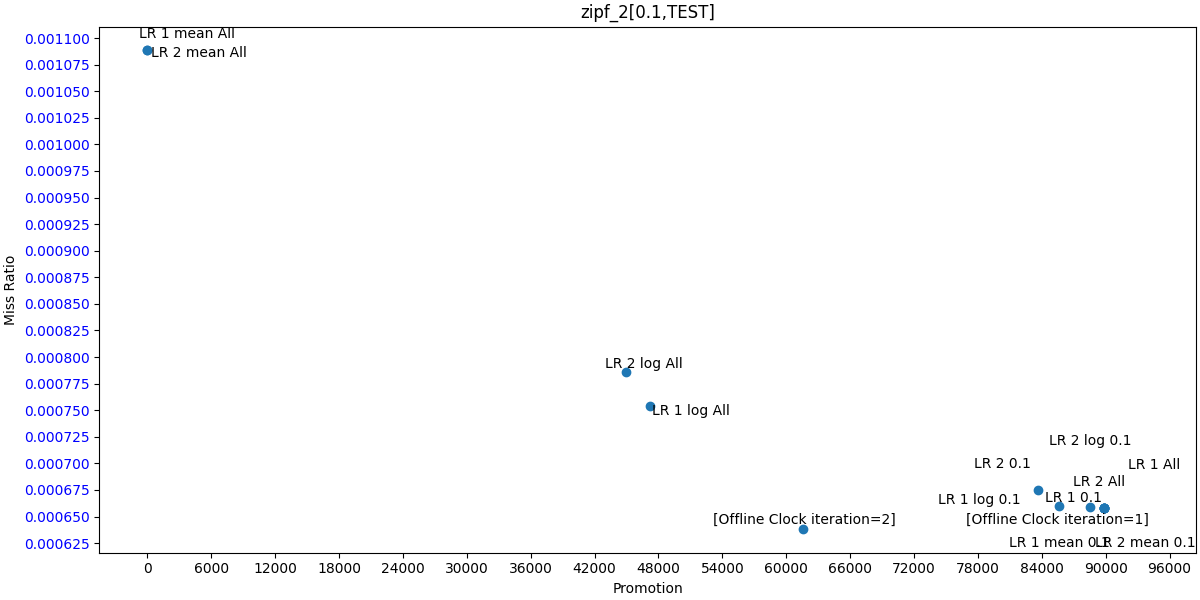 zipf_2[0.1,TEST]
LR 1 mean All
LR 2 mean All
LR 2 log All
LR 1 log All
LR 2 log 0.1
LR 2 0.1
LR 1 All
LR 2 All
LR 1 log 0.1
LR 1 0.1
[Offline Clock iteration=2]
[Offline Clock iteration=1]
LR 1 mean 0.1
LR 2 mean 0.1
0.001100
0.001075
0.001050
0.001025
0.001000
0.000975
0.000950
0.000925
0.000900
0.000875
0.000850
0.000825
0.000800
0.000775
0.000750
0.000725
0.000700
0.000675
0.000650
0.000625
Miss Ratio
0 6000 12000 18000 24000 30000 36000 42000 48000 54000 60000 66000 72000 78000 84000 90000 96000
Promotion